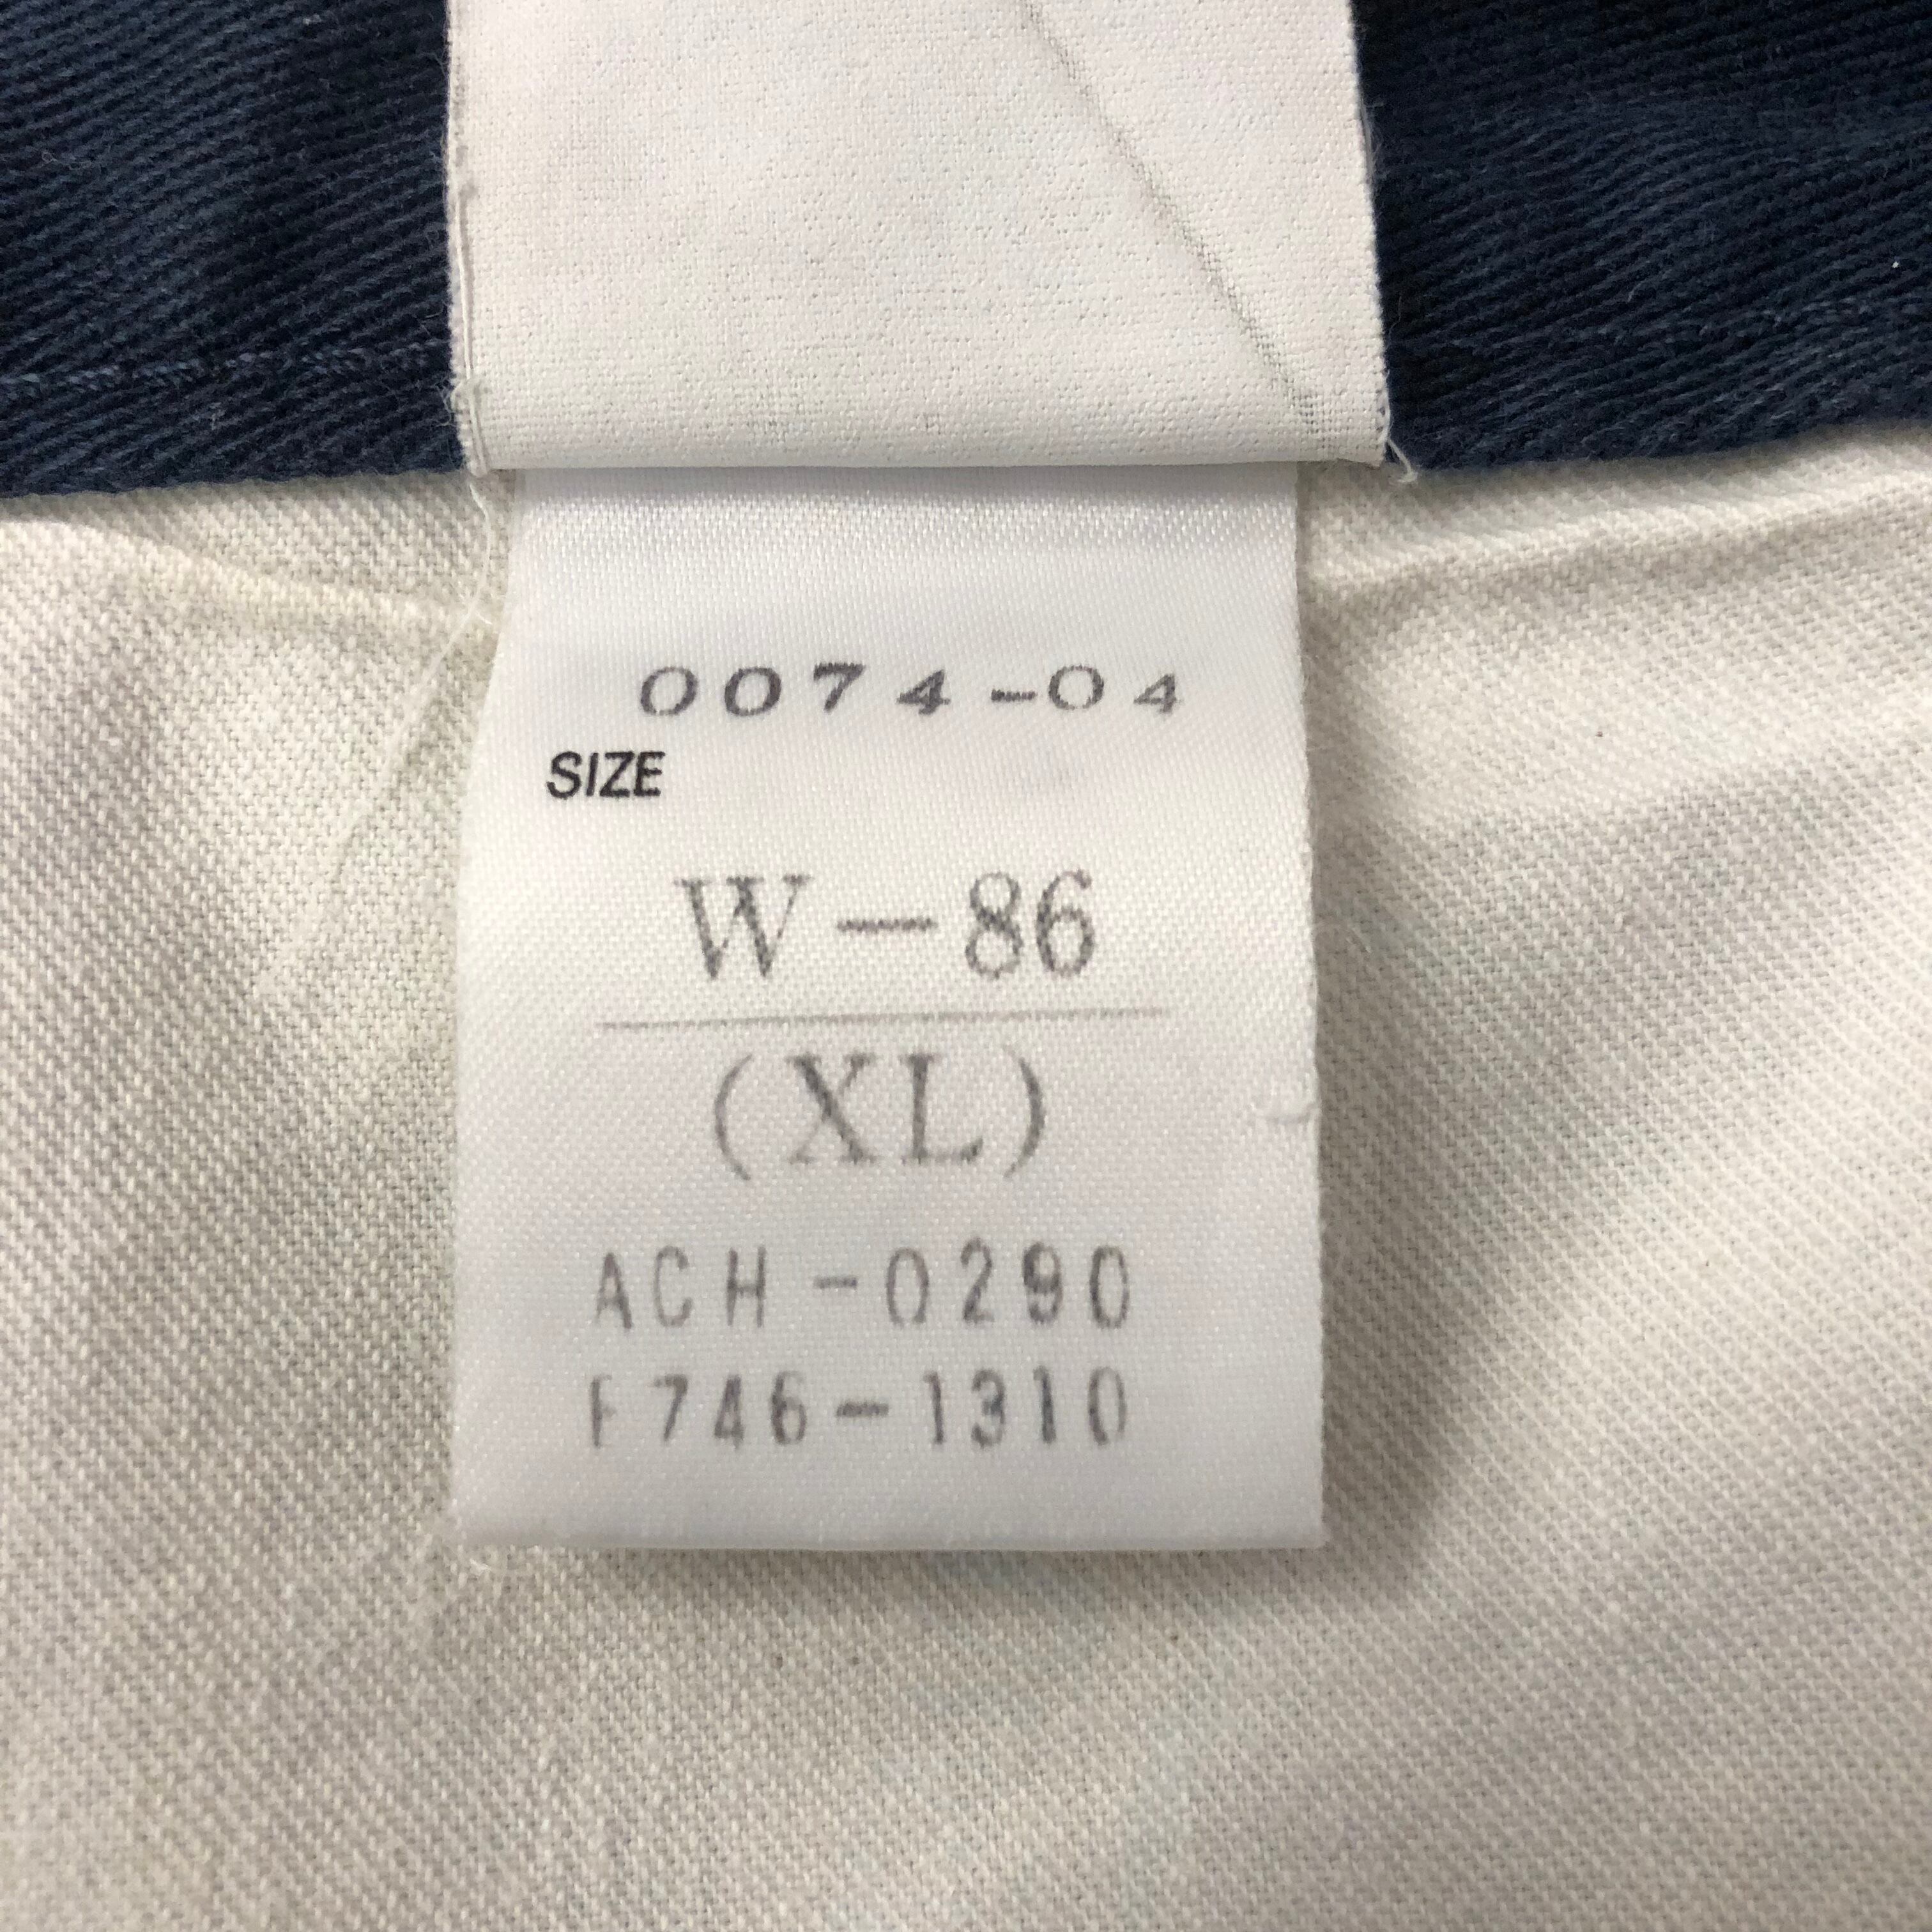 0074-04
SIZE
W-86
(XL)
ACH-0290
F746-1310